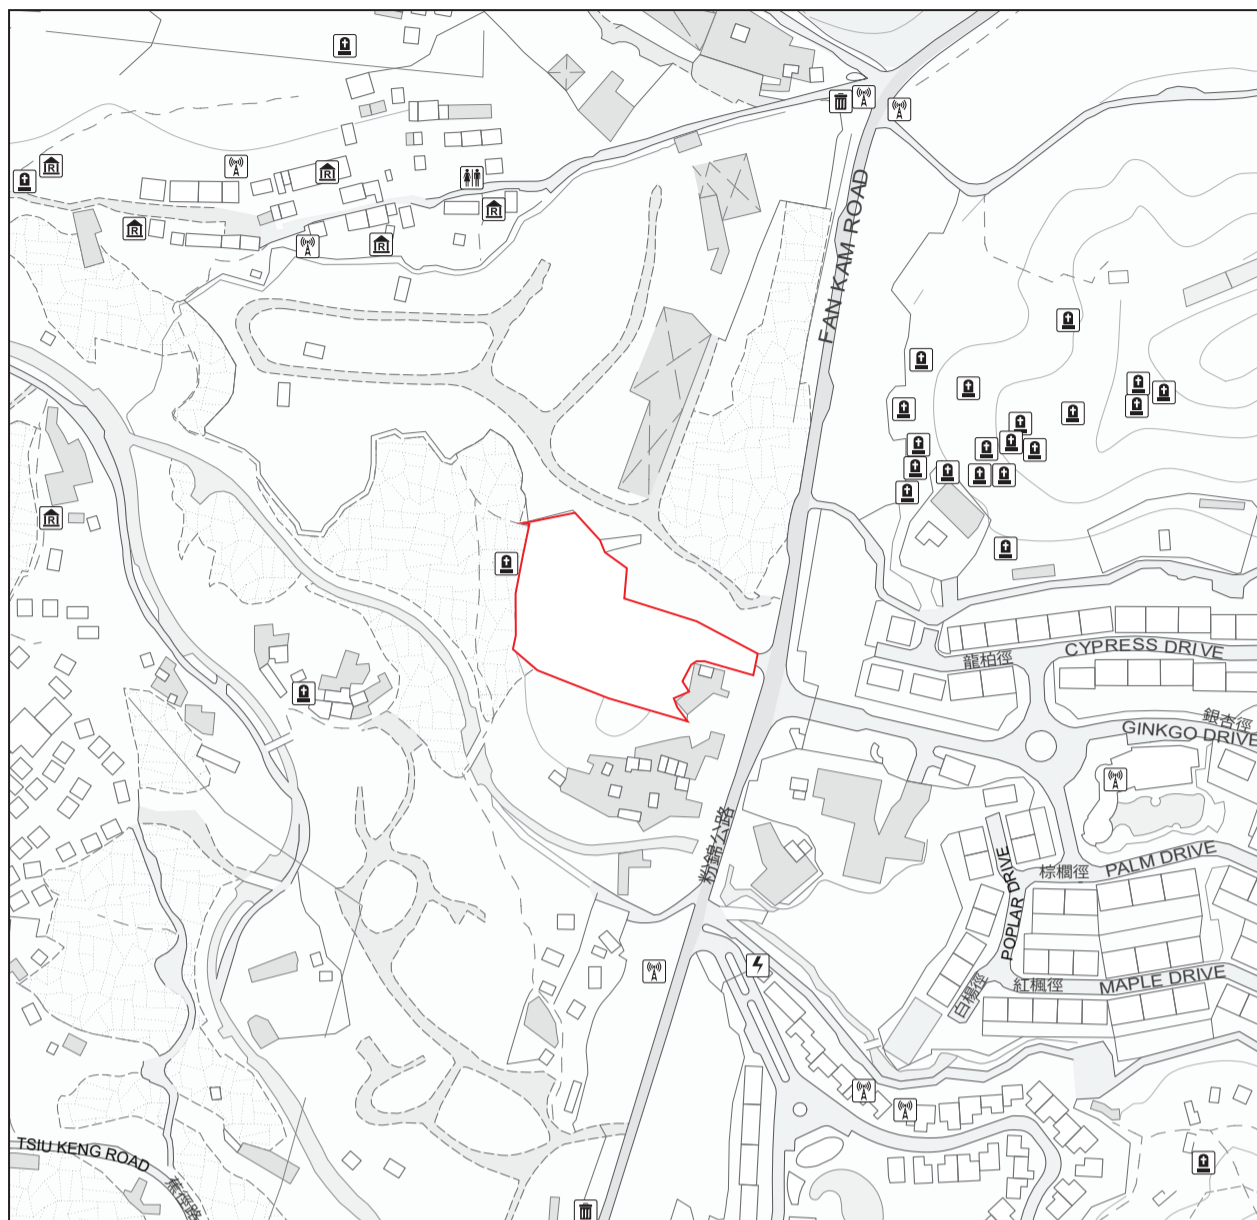 FAN KAM ROAD
龍柏徑
CYPRESS DRIVE
銀杏徑
GINKGO DRIVE
粉錦公路
棕櫚徑
PALM DRIVE
POPLAR DRIVE
白楊徑
紅楓徑
MAPLE DRIVE
TSIU KENG ROAD
蕉徑路